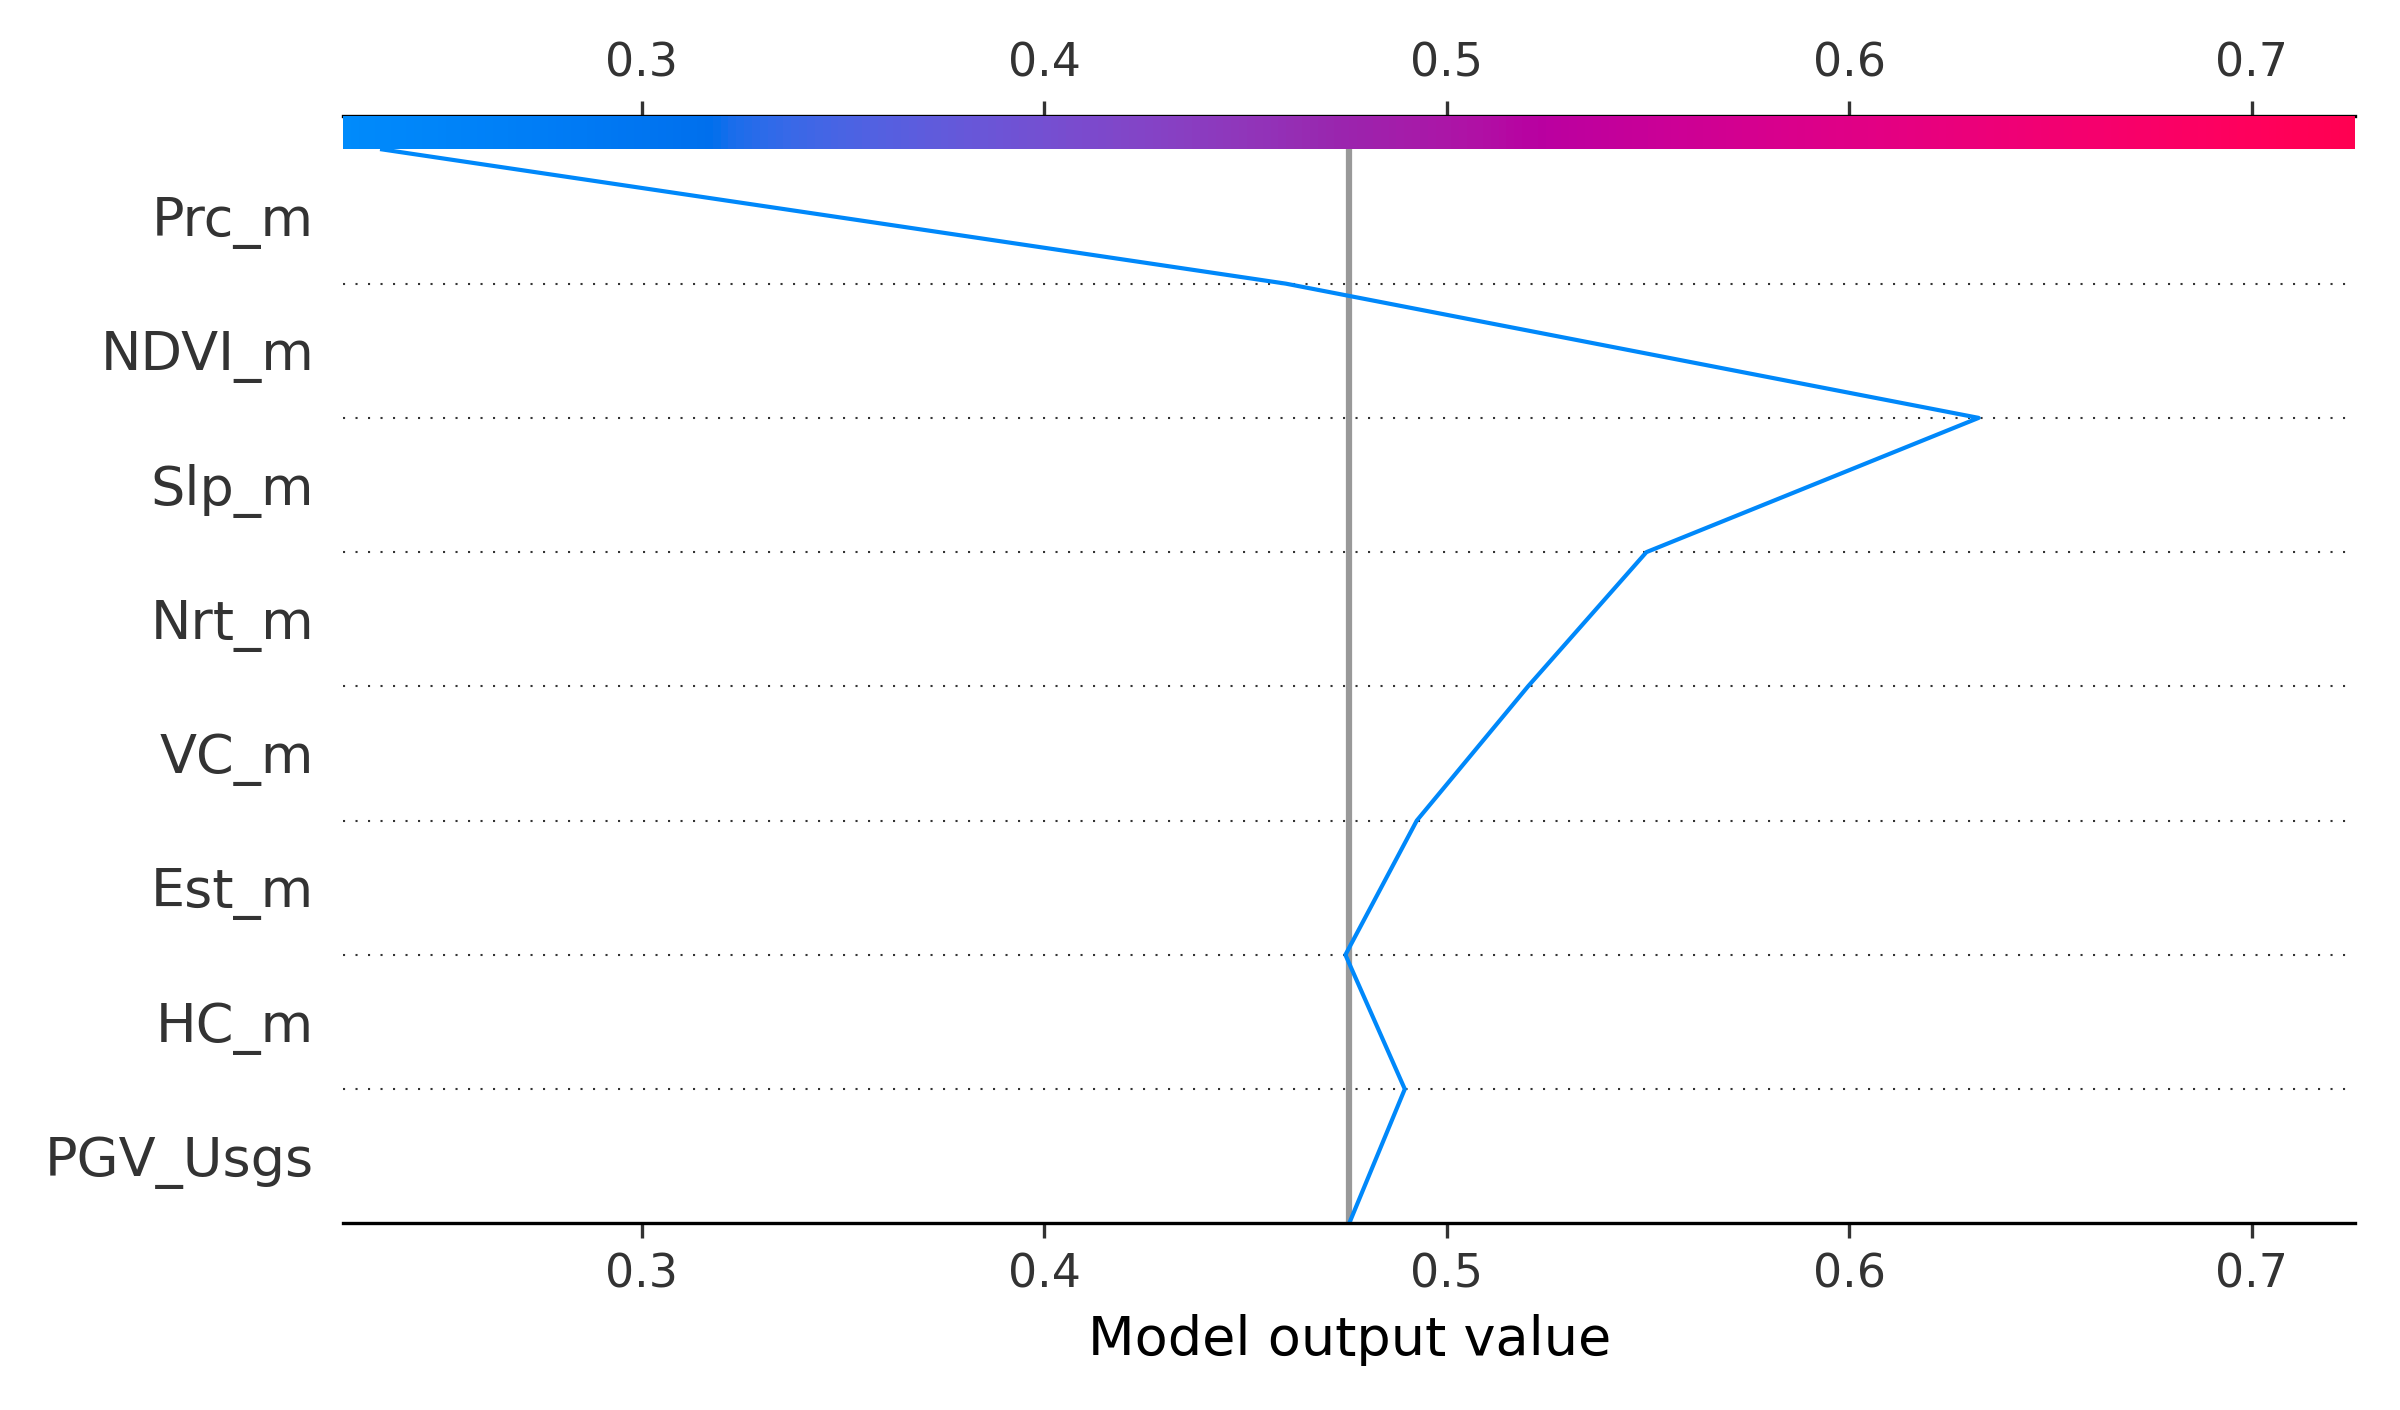 0.3 0.4 0.5 0.6 0.7
Prc_m
NDVI_m
Slp_m
Nrt_m
VC_m
Est_m
HC_m
PGV_Usgs
0.3 0.4 0.5 0.6 0.7
Model output value